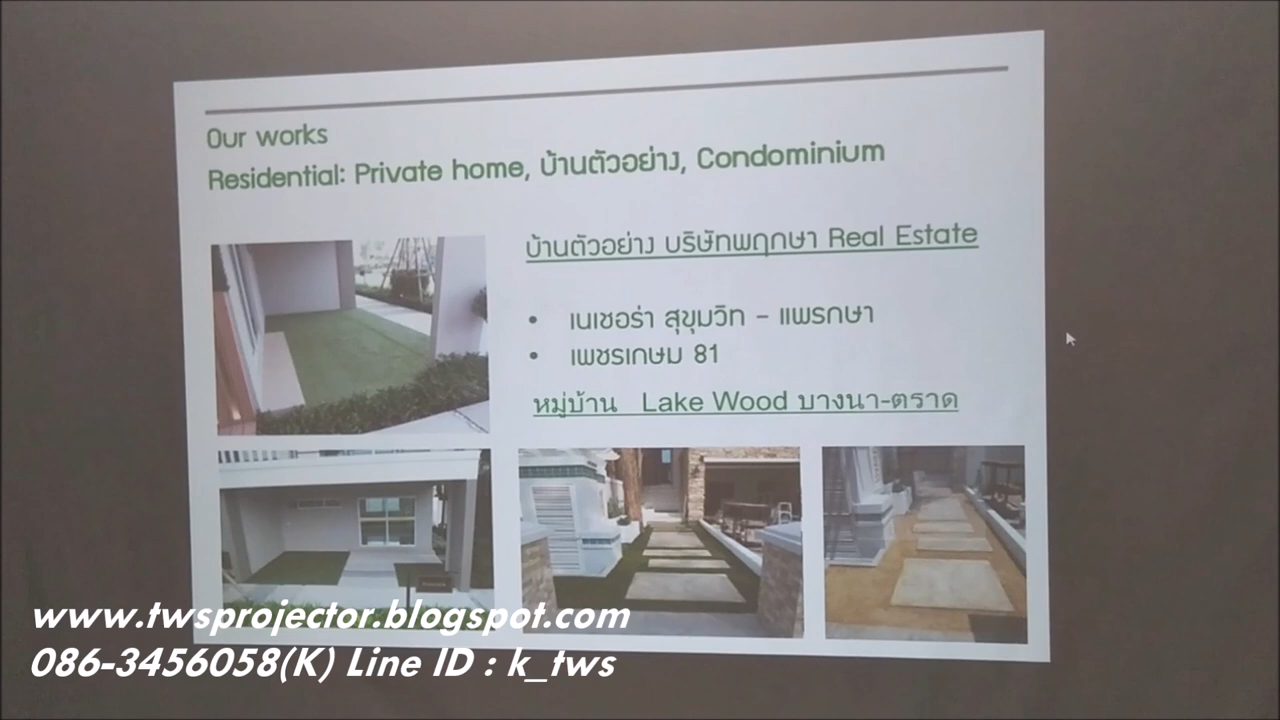 Our works
Residential: Private home, บ้านตัวอย่าง, Condominium
บ้านตัวอย่าง บริษัทพฤกษา Real Estate
• เนเชอร่า สุขุมวิท – แพรกษา
• เพชรเกษม 81
หมู่บ้าน Lake Wood บางนา-ตราด
www.twsprojector.blogspot.com
086-3456058(K) Line ID : k_tws